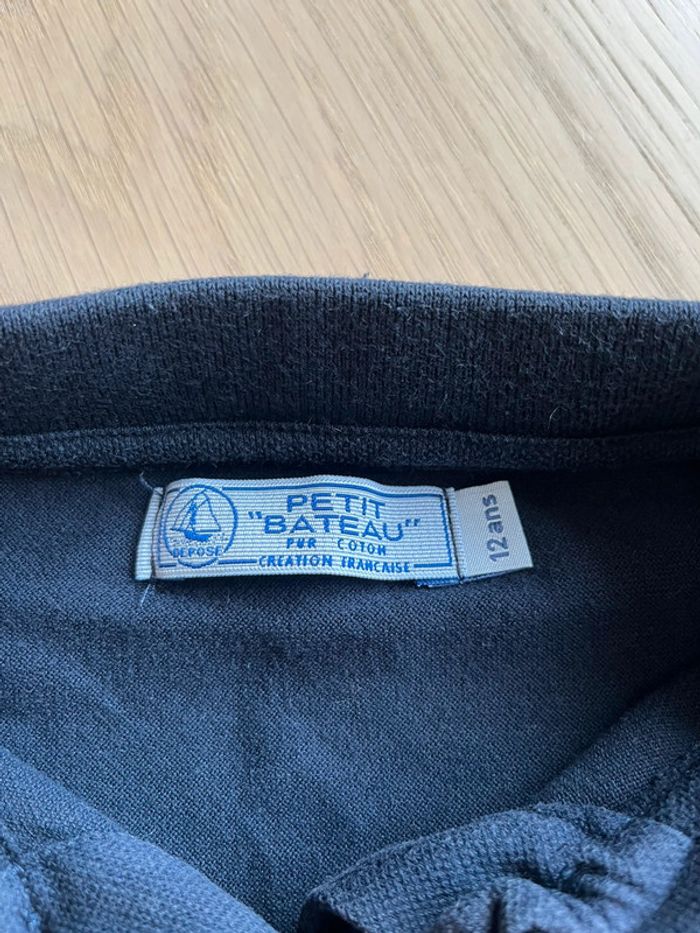 DEPOSE
PETIT
"BATEAU"
PUR COTON
CREATION FRANCAISE
12 ans